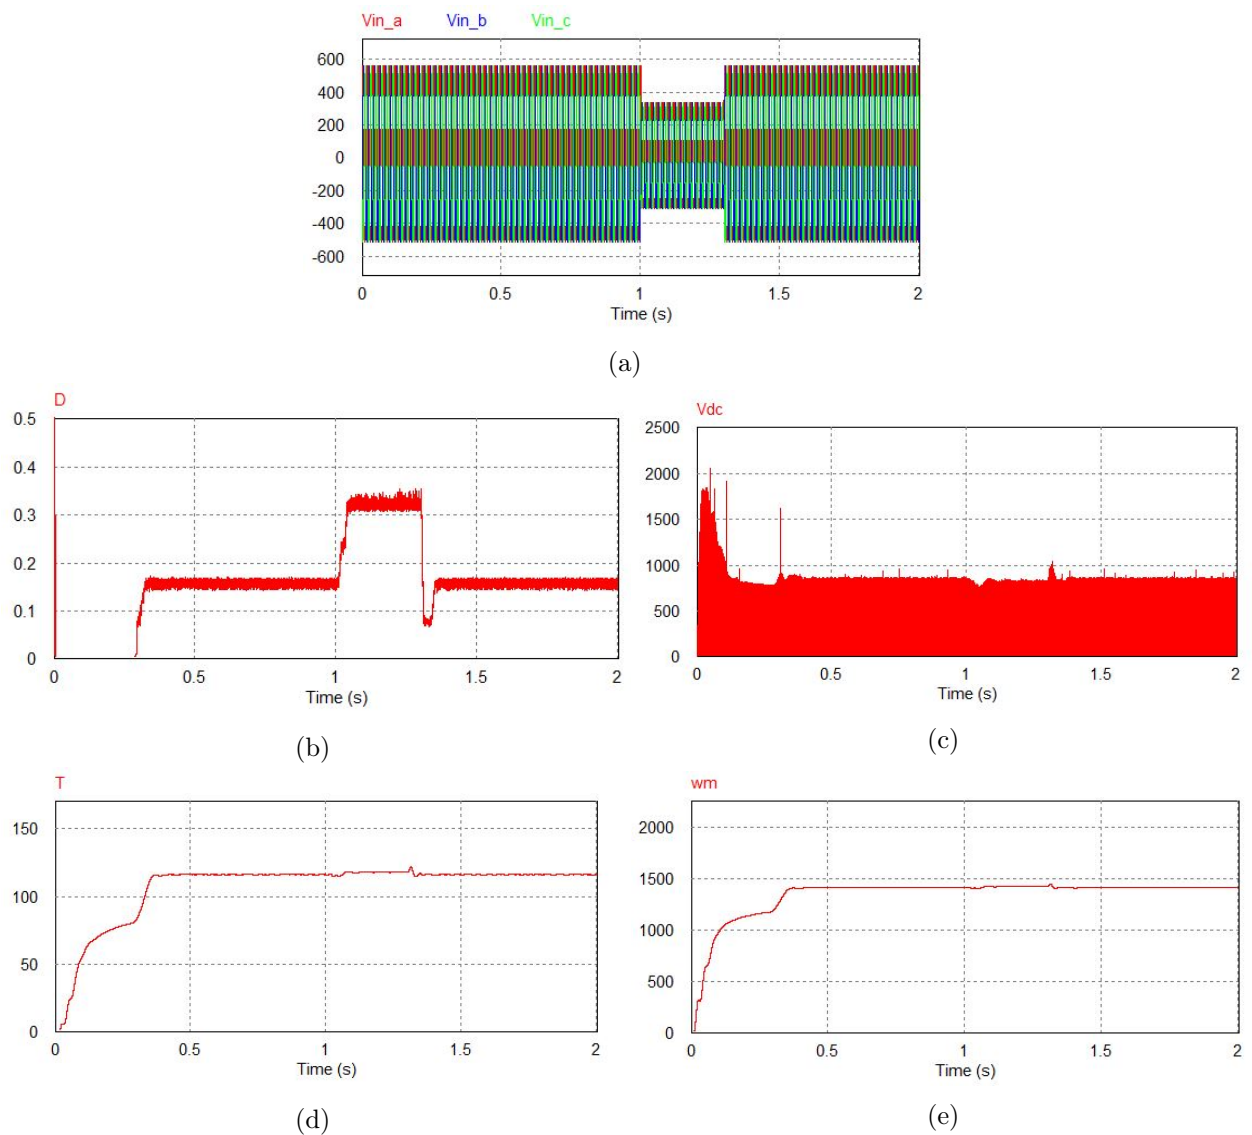 Vin_a Vin_b Vin_c
600
400
200
0
-200
-400
-600
0 0.5 1 1.5 2
Time (s)
(a)
D
0.5
0.4
0.3
0.2
0.1
0
0.5 1 1.5 2
Time (s)
(b)
Vdc
2500
2000
1500
1000
500
0
0 0.5 1 1.5 2
Time (s)
(c)
T
150
100
50
0
0 0.5 1 1.5 2
Time (s)
(d)
wm
2000
1500
1000
500
0
0 0.5 1 1.5 2
Time (s)
(e)